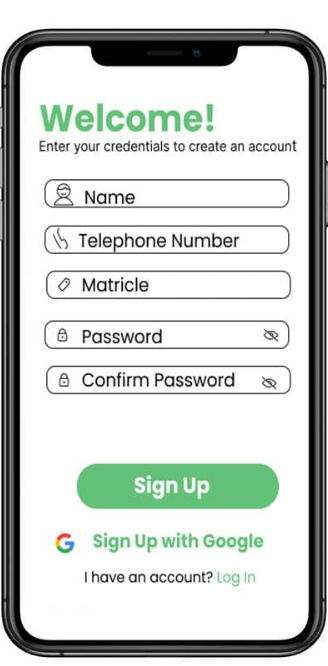 Welcome!
Enter your credentials to create an account
Name
Telephone Number
Matricle
Password
Confirm Password
Sign Up
Sign Up with Google
I have an account? Log In